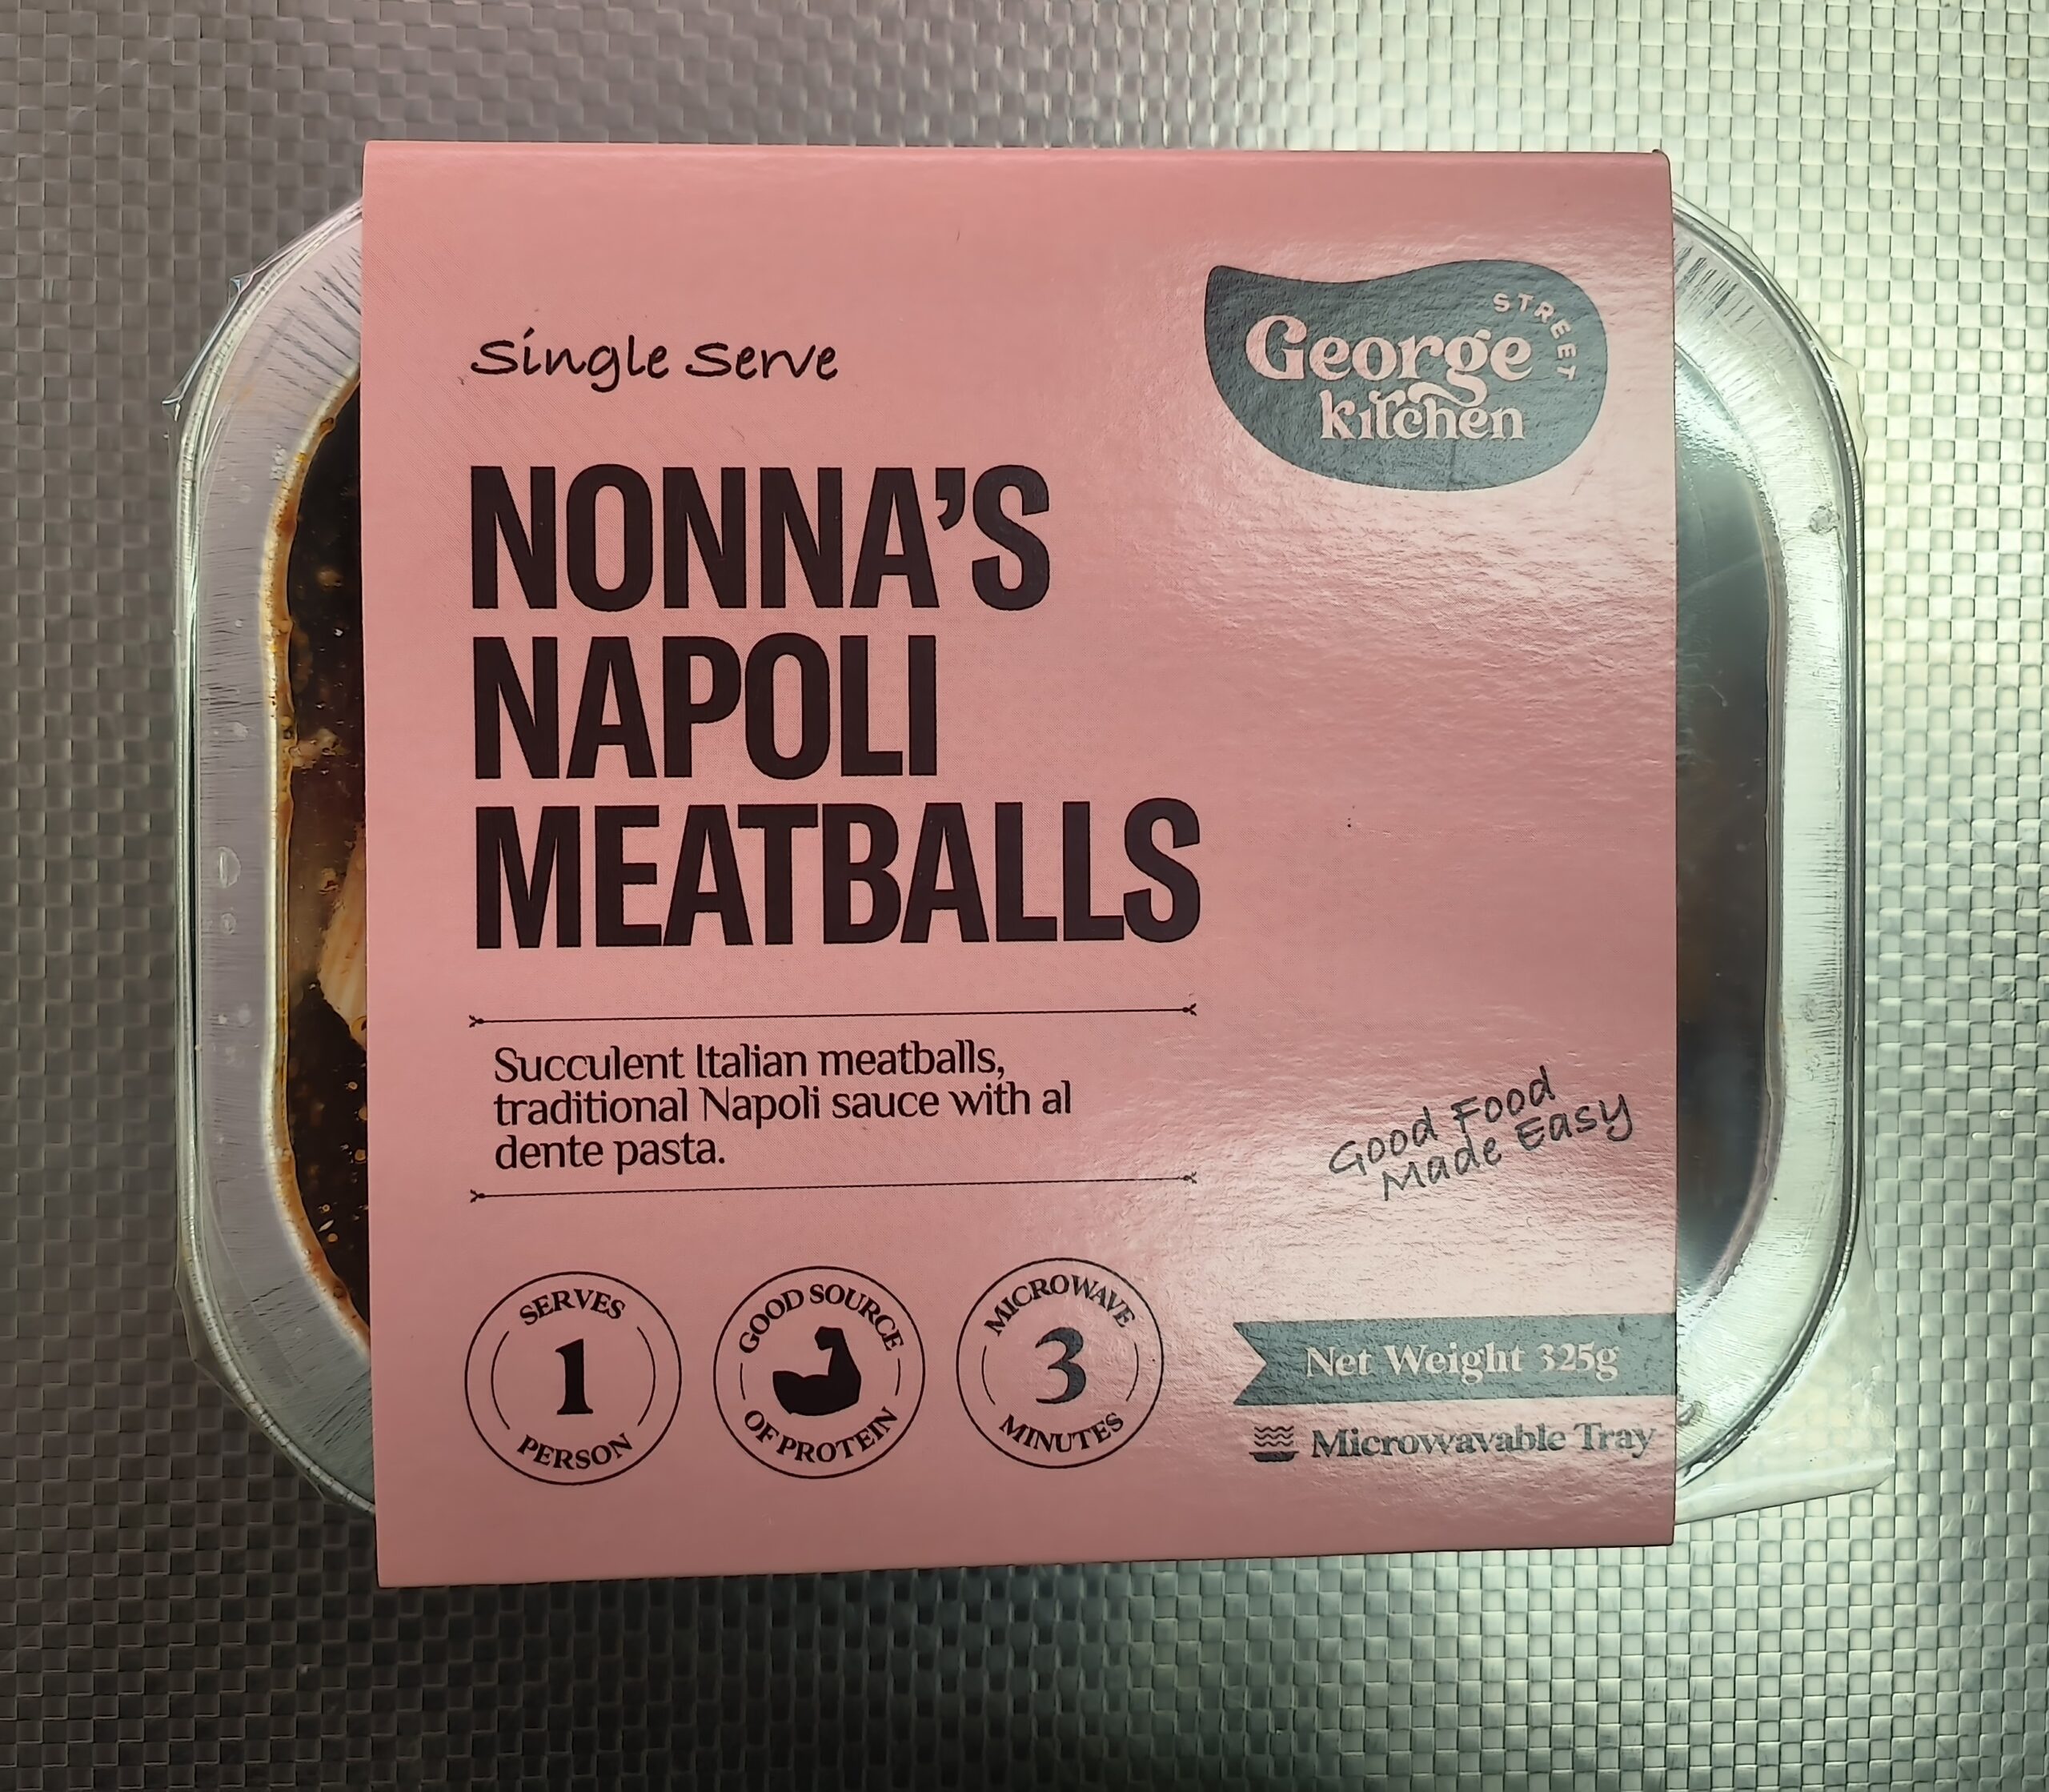 Single Serve
George
STREET
kitchen
NONNA'S
NAPOLI
MEATBALLS
Succulent Italian meatballs,
traditional Napoli sauce with al
dente pasta.
Good Food
Made Easy
SERVES
1
PERSON
GOOD SOURCE
OF PROTEIN
MICROWAVE
3
MINUTES
Net Weight 325g
Microwavable Tray